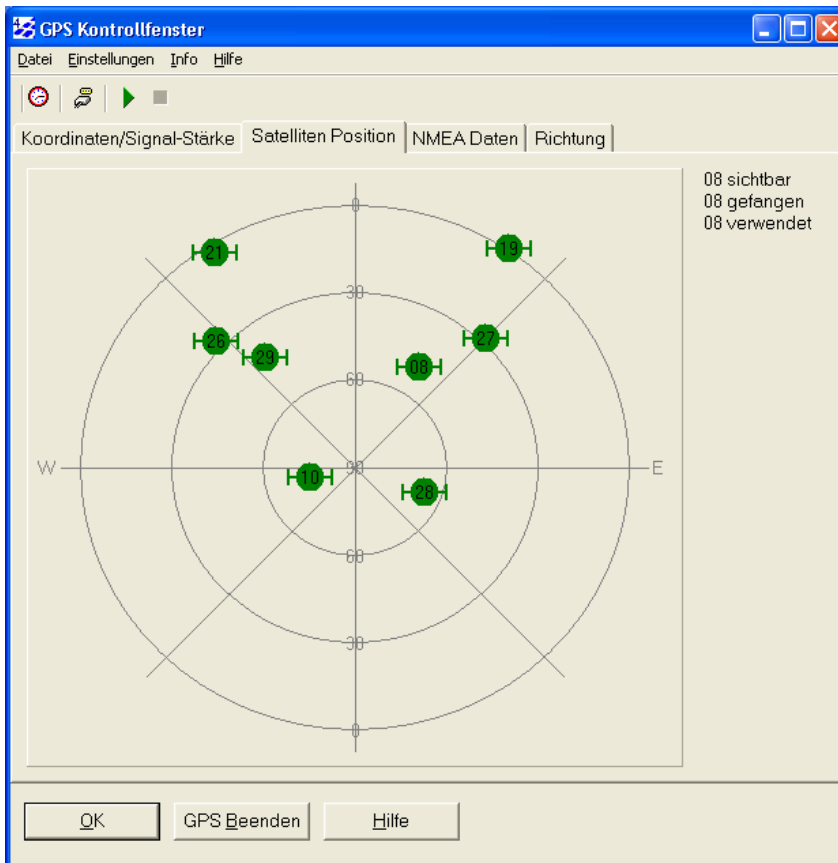 GPS Kontrollfenster
Datei Einstellungen Info Hilfe
Koordinaten/Signal-Stärke Satelliten Position NMEA Daten Richtung
08 sichtbar
08 gefangen
08 verwendet
0
21 19
30
26 27
29 08
60
W 90 E
10
28
60
30
0
OK GPS Beenden Hilfe